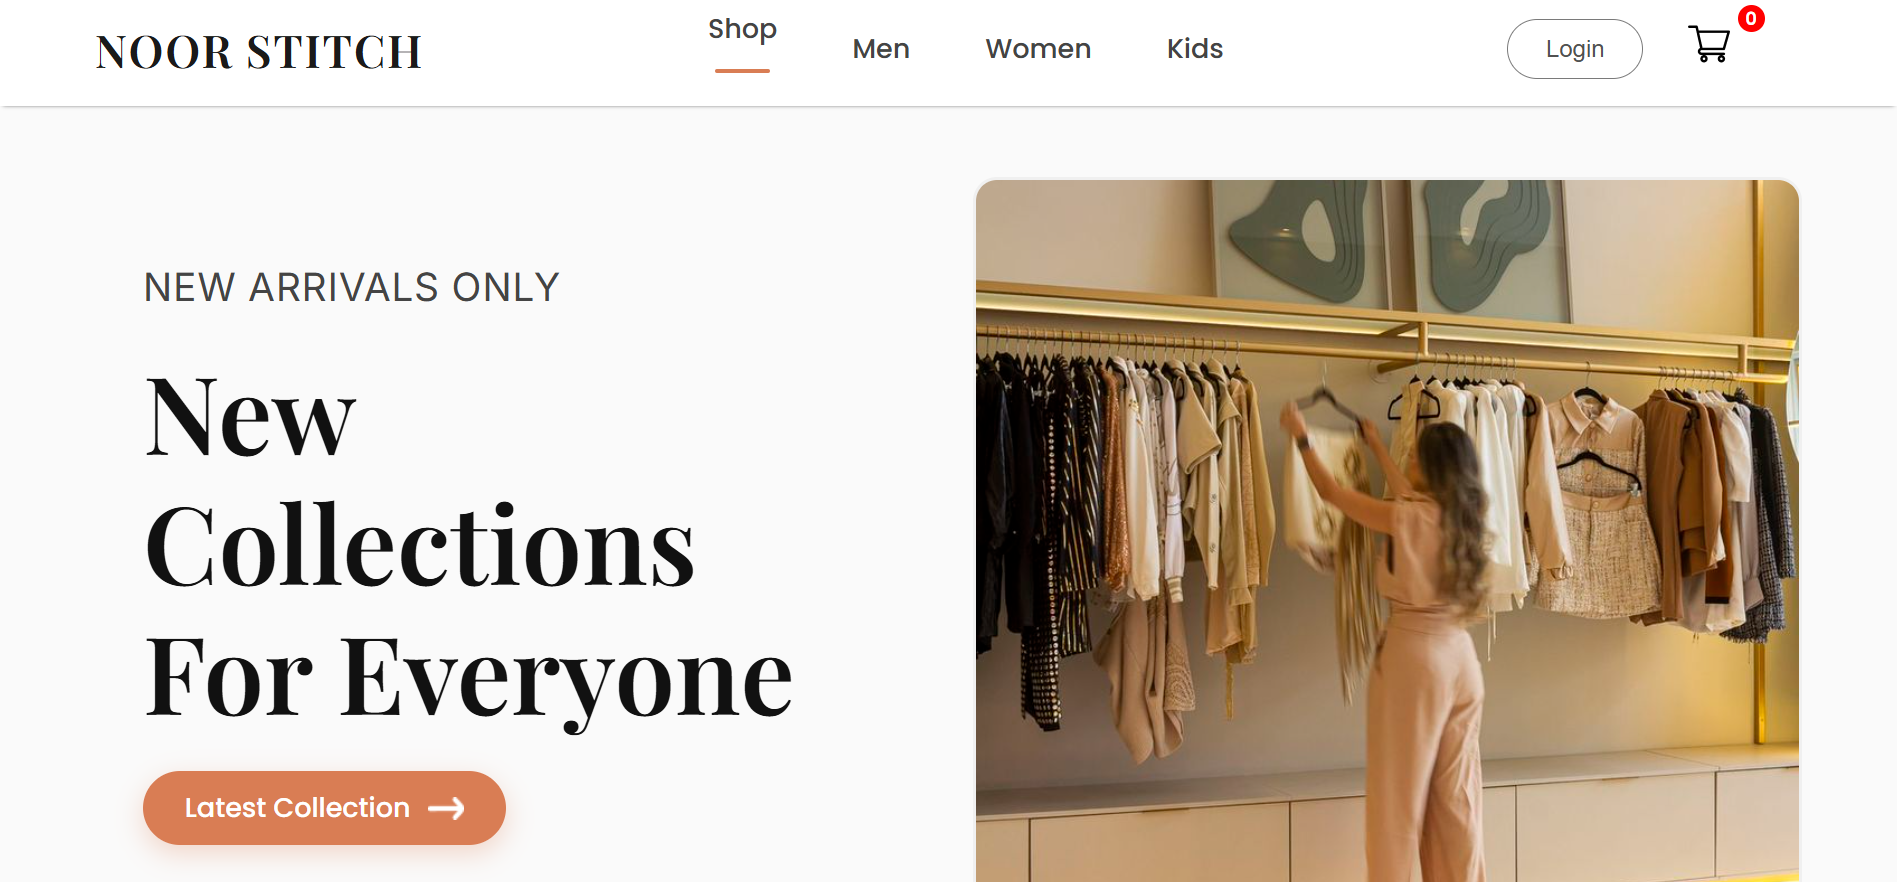 NOOR STITCH
Shop
Men
Women
Kids
Login
0
NEW ARRIVALS ONLY
New
Collections
For Everyone
Latest Collection